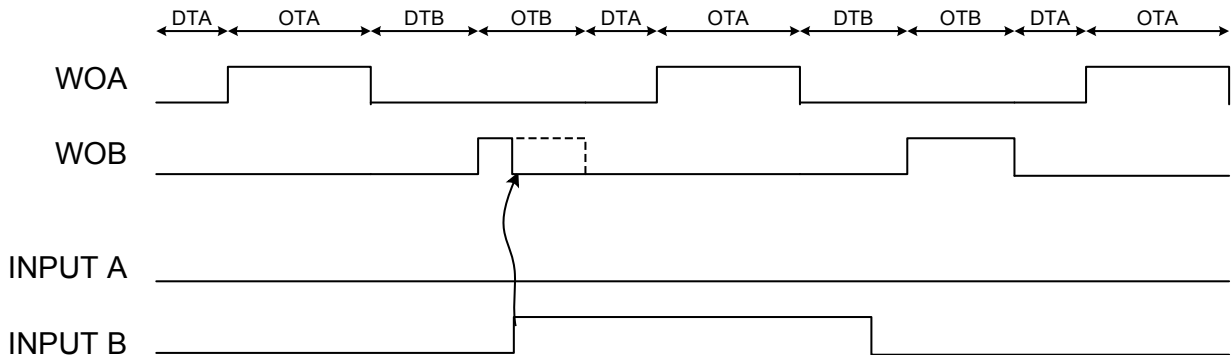 DTA OTA DTB OTB DTA OTA DTB OTB DTA OTA
WOA
WOB
INPUT A
INPUT B